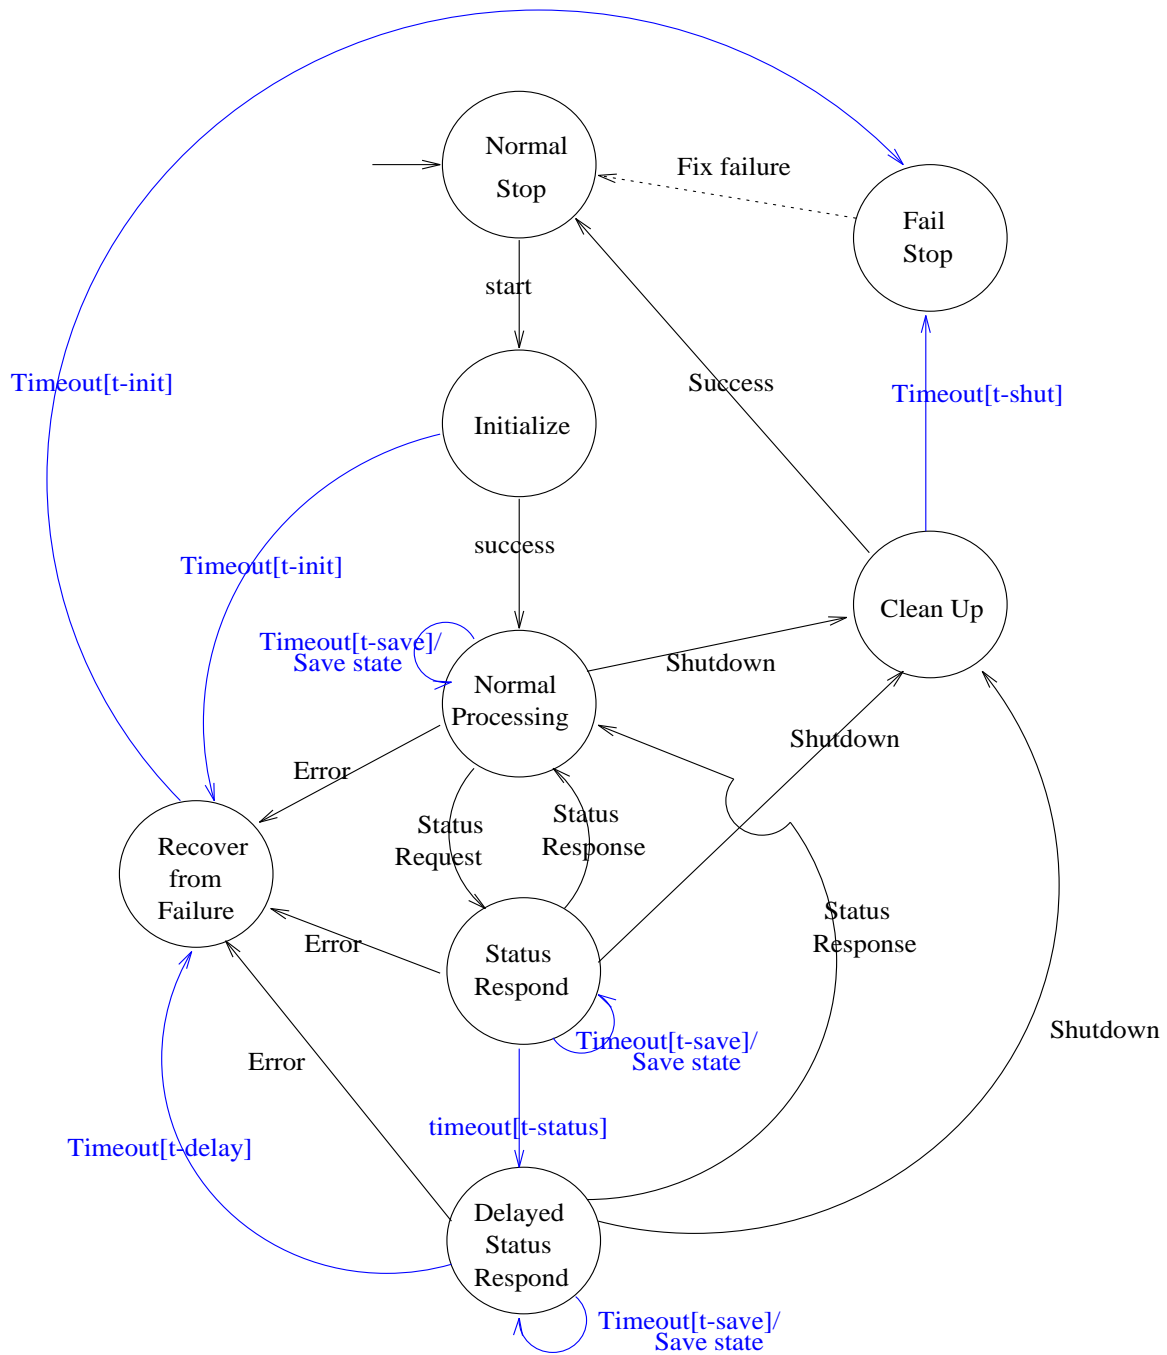 Normal
Stop
Fix failure
Fail
Stop
start
Timeout[t-init]
Success
Timeout[t-shut]
Initialize
success
Timeout[t-init]
Clean Up
Timeout[t-save]/
Save state
Shutdown
Normal
Processing
Shutdown
Error
Status
Request
Status
Response
Recover
from
Failure
Status
Response
Error
Status
Respond
Shutdown
Timeout[t-save]/
Save state
Error
timeout[t-status]
Timeout[t-delay]
Delayed
Status
Respond
Timeout[t-save]/
Save state